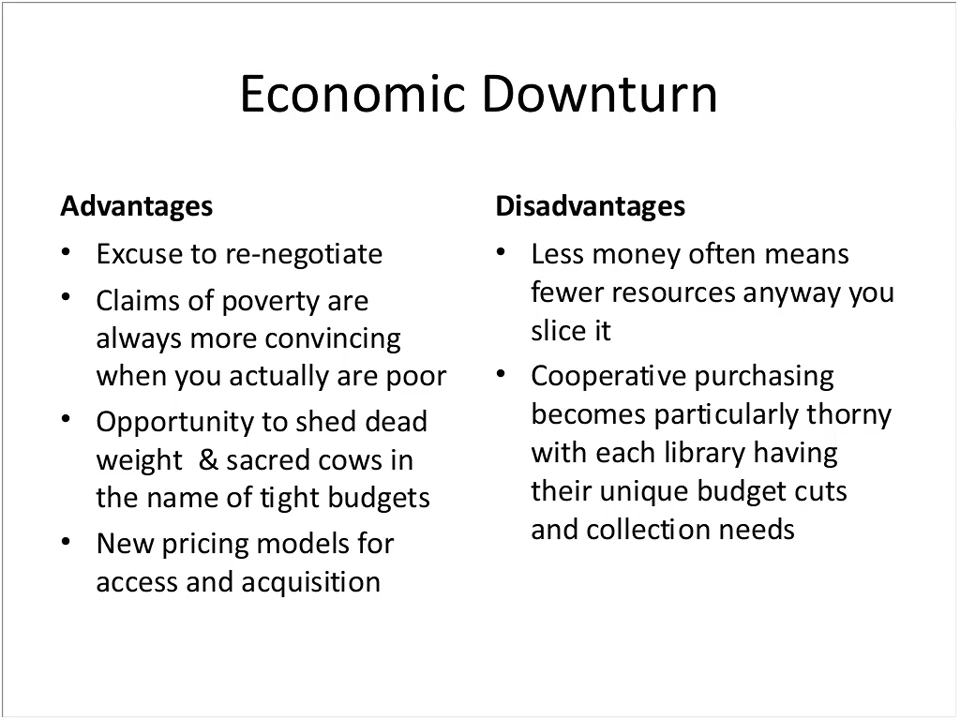 Economic Downturn
Advantages
• Excuse to re-negotiate
• Claims of poverty are
always more convincing
when you actually are poor
• Opportunity to shed dead
weight  & sacred cows in
the name of tight budgets
• New pricing models for
access and acquisition
Disadvantages
• Less money often means
fewer resources anyway you
slice it
• Cooperative purchasing
becomes particularly thorny
with each library having
their unique budget cuts
and collection needs